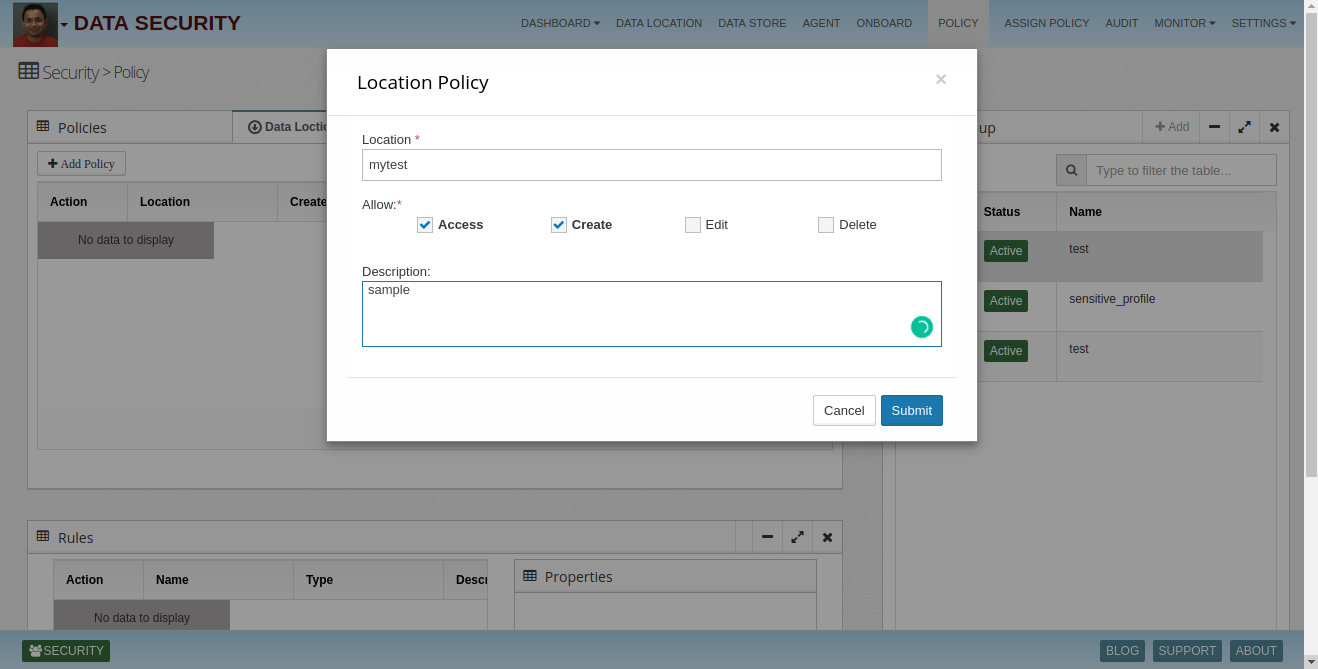 DATA SECURITY
DASHBOARD DATA LOCATION DATA STORE AGENT ONBOARD POLICY ASSIGN POLICY AUDIT MONITOR SETTINGS
Security > Policy
Location Policy ×
Policies Data Loctio
up + Add
Location *
mytest
+ Add Policy
Type to filter the table...
Action Location Create
Allow:*
Access Create Edit Delete
Status Name
No data to display
Active test
Description:
sample
Active sensitive_profile
Active test
Cancel Submit
Rules
Action Name Type Descr
Properties
No data to display
SECURITY
BLOG SUPPORT ABOUT